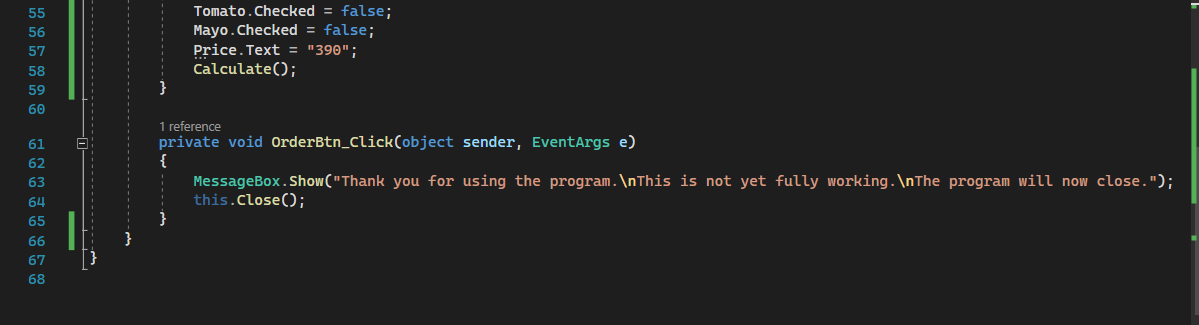 55 Tomato.Checked = false;
56 Mayo.Checked = false;
57 Price.Text = "390";
58 Calculate();
59 }
60
1 reference
61 private void OrderBtn_Click(object sender, EventArgs e)
62 {
63 MessageBox.Show("Thank you for using the program.\nThis is not yet fully working.\nThe program will now close.");
64 this.Close();
65 }
66 }
67 }
68